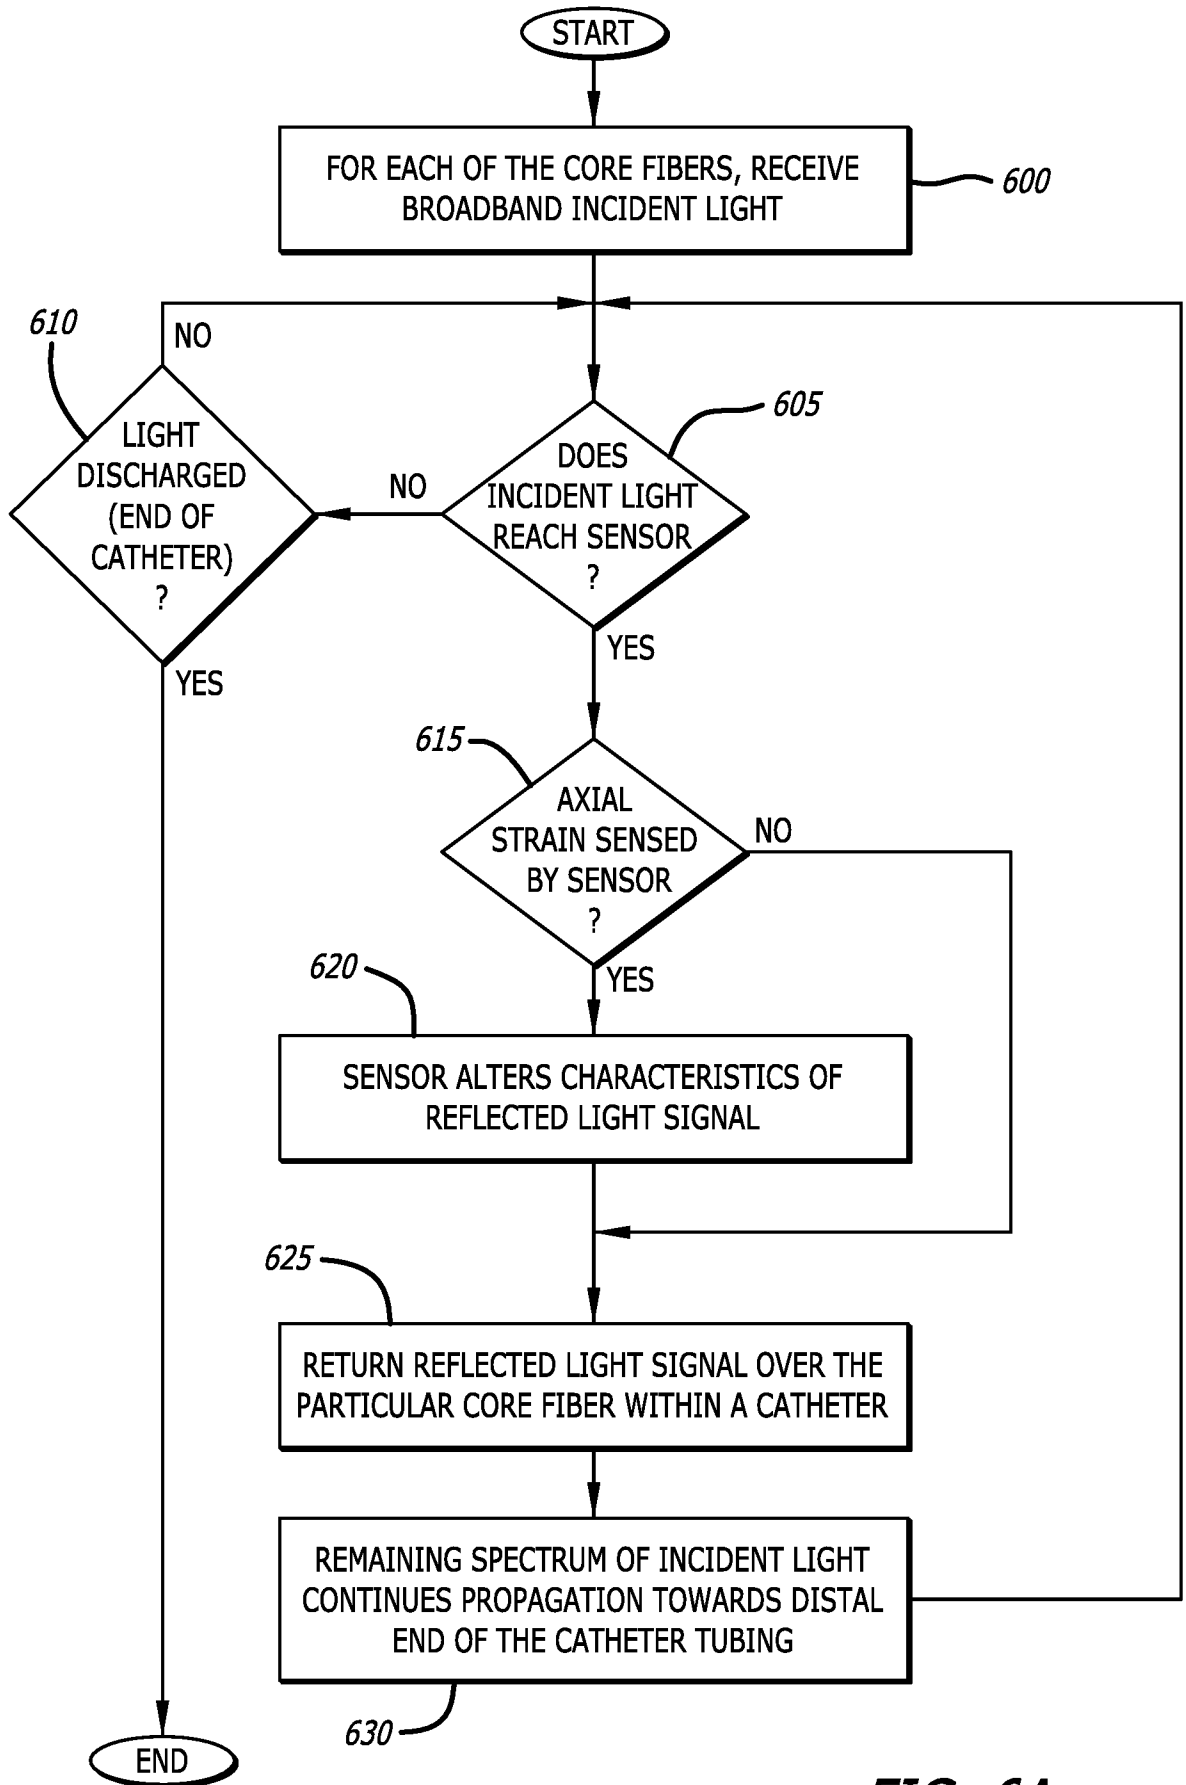 START
FOR EACH OF THE CORE FIBERS, RECEIVE
BROADBAND INCIDENT LIGHT
600
610
NO
605
LIGHT
DISCHARGED
(END OF
CATHETER)
?
NO
DOES
INCIDENT LIGHT
REACH SENSOR
?
YES
YES
615
AXIAL
STRAIN SENSED
BY SENSOR
?
NO
YES
620
SENSOR ALTERS CHARACTERISTICS OF
REFLECTED LIGHT SIGNAL
625
RETURN REFLECTED LIGHT SIGNAL OVER THE
PARTICULAR CORE FIBER WITHIN A CATHETER
REMAINING SPECTRUM OF INCIDENT LIGHT
CONTINUES PROPAGATION TOWARDS DISTAL
END OF THE CATHETER TUBING
630
END
FIG. 6A